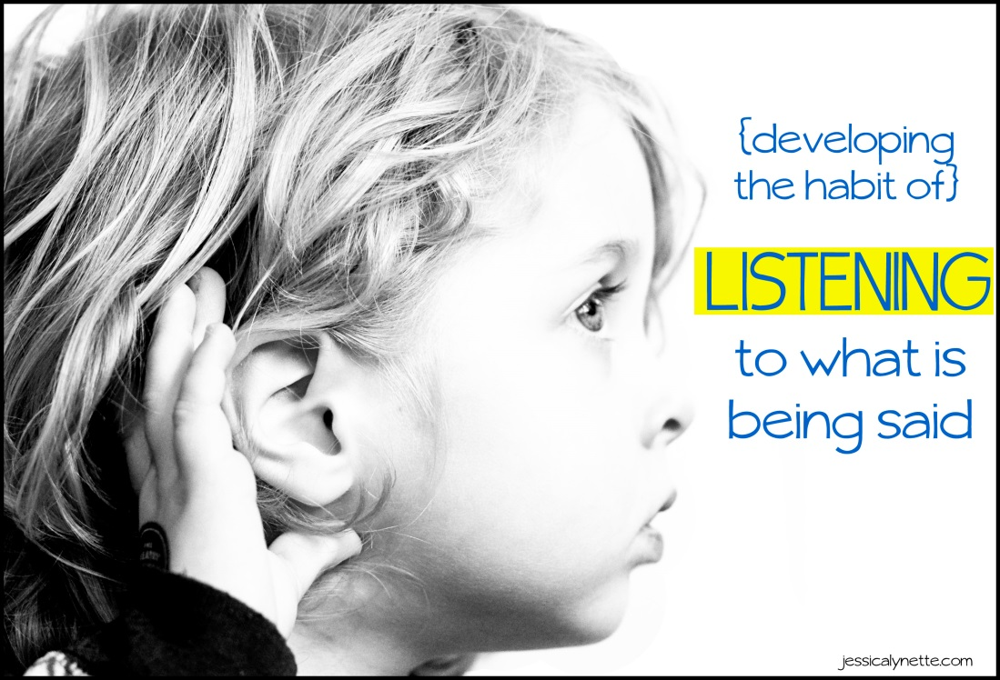 {developing
the habit of}
LISTENING
to what is
being said
jessicalynette.com